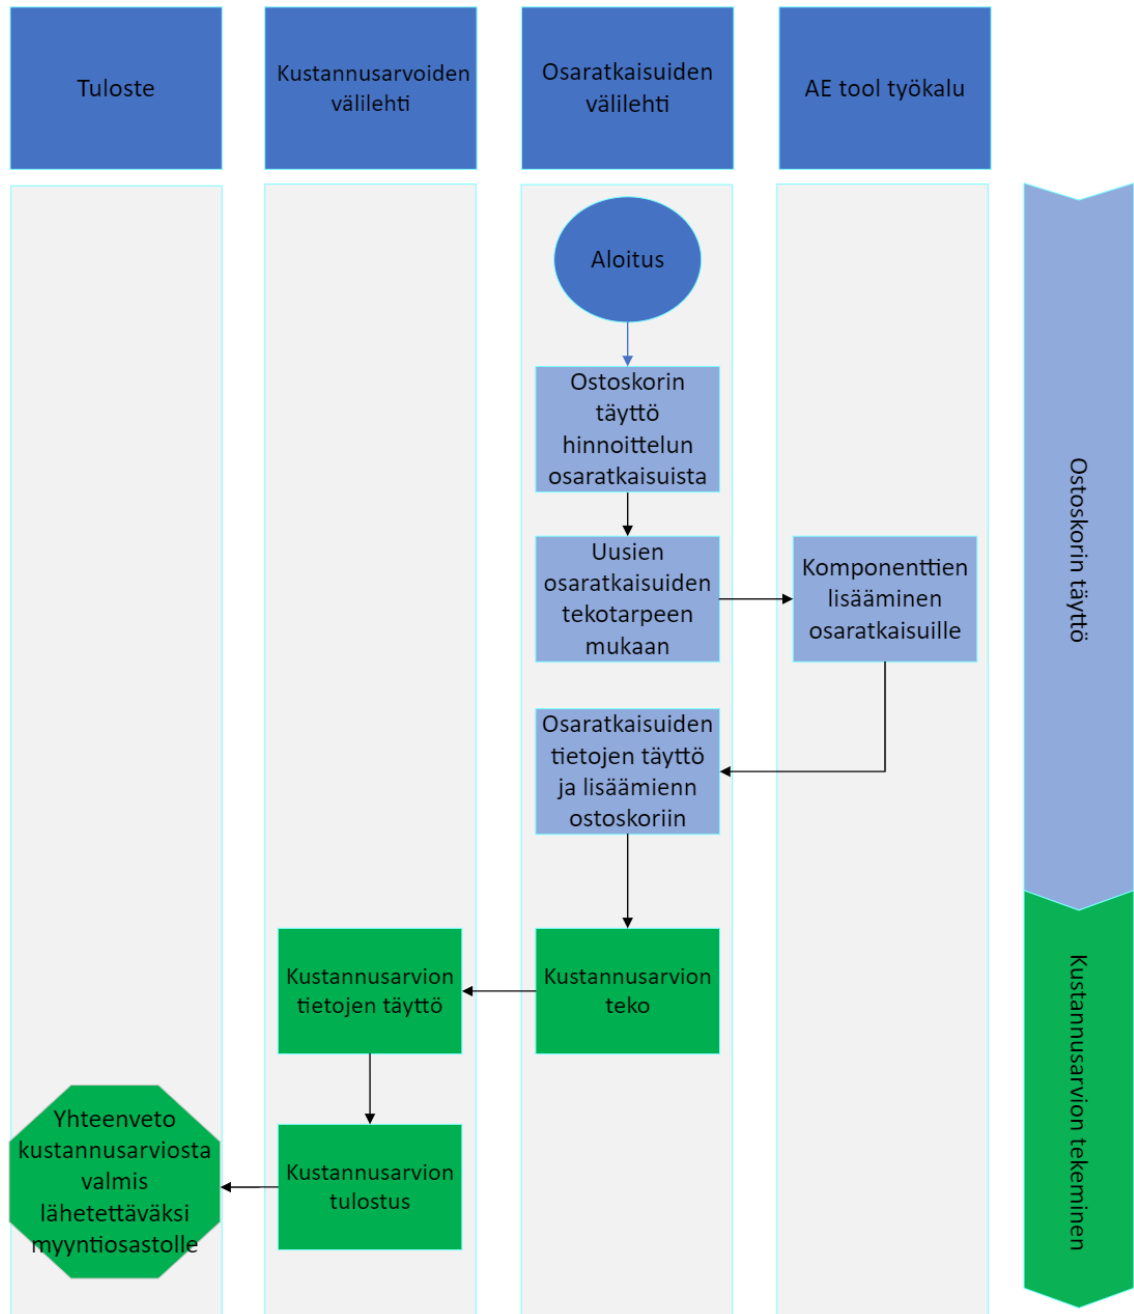 Tuloste
Kustannusarvoiden
välilehti
Osaratkaisuiden
välilehti
AE tool työkalu
Aloitus
Ostoskorin
täyttö
hinnoittelun
osaratkaisuista
Uusien
osaratkaisuiden
tekotarpeen
mukaan
Komponenttien
lisääminen
osaratkaisuille
Osaratkaisuiden
tietojen täyttö
ja lisäämienn
ostoskoriin
Ostoskorin täyttö
Kustannusarvion
teko
Kustannusarvion
tietojen täyttö
Kustannusarvion
tulostus
Yhteenveto
kustannusarviosta
valmis
lähetettäväksi
myyntiosastolle
Kustannusarvion tekeminen